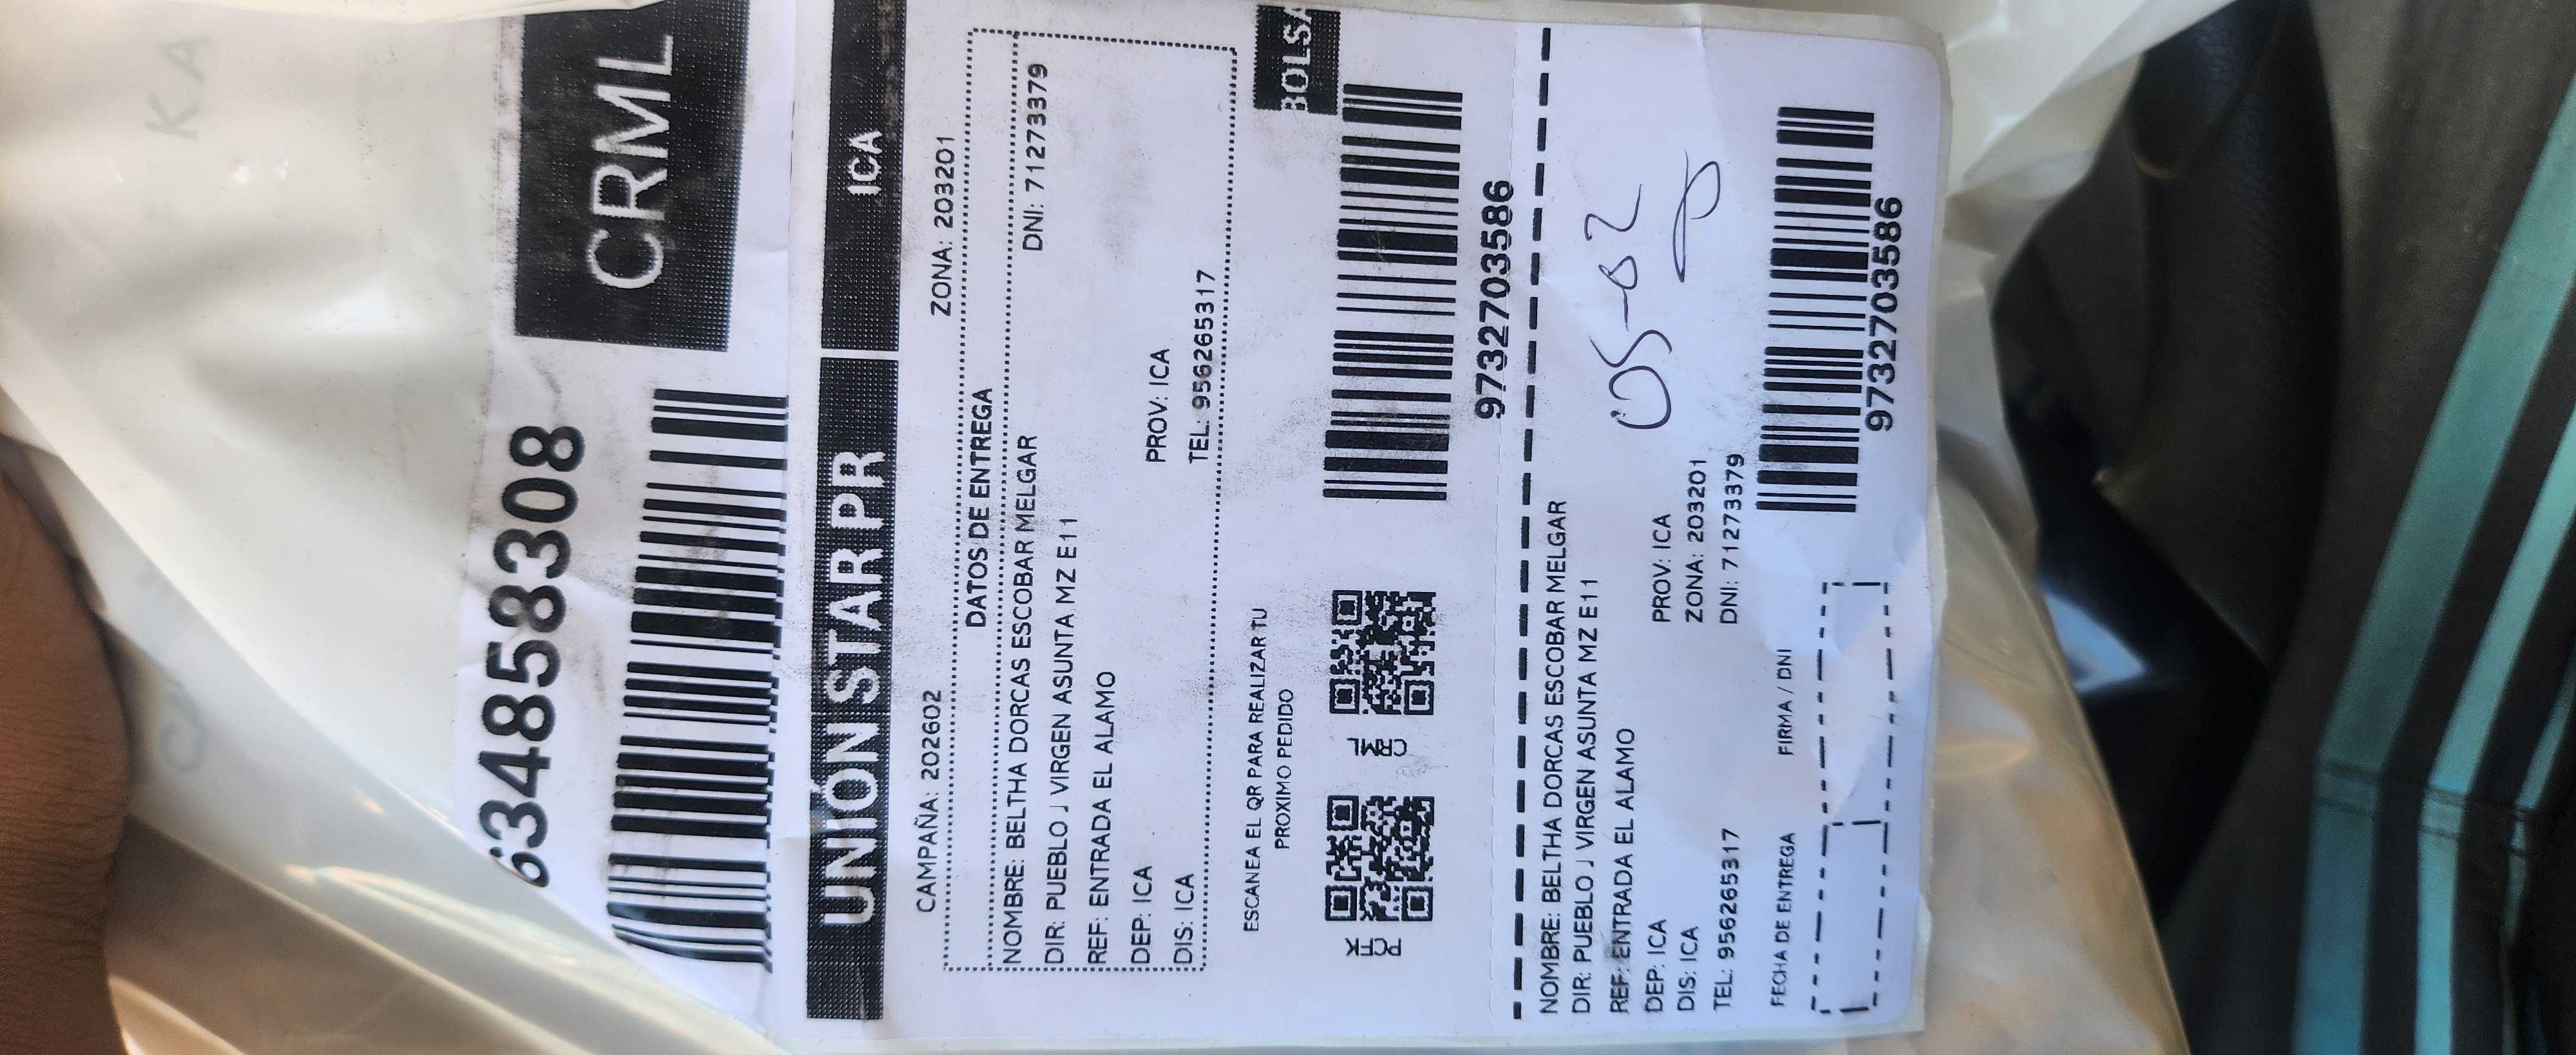 634858308
CRML
UNIÓN STAR PR ICA
CAMPAÑA: 202602 ZONA: 203201
DATOS DE ENTREGA
NOMBRE: BELTHA DORCAS ESCOBAR MELGAR
DIR: PUEBLO J VIRGEN ASUNTA MZ E11 DNI: 71273379
REF: ENTRADA EL ALAMO
DEP: ICA PROV: ICA
DIS: ICA TEL: 956265317
ESCANEA EL QR PARA REALIZAR TU
PROXIMO PEDIDO
BOLSA
CRML
9732703586
NOMBRE: BELTHA DORCAS ESCOBAR MELGAR
DIR: PUEBLO J VIRGEN ASUNTA MZ E11
REF: ENTRADA EL ALAMO
DEP: ICA PROV: ICA
DIS: ICA ZONA: 203201
TEL: 956265317 DNI: 71273379
FECHA DE ENTREGA FIRMA / DNI
9732703586